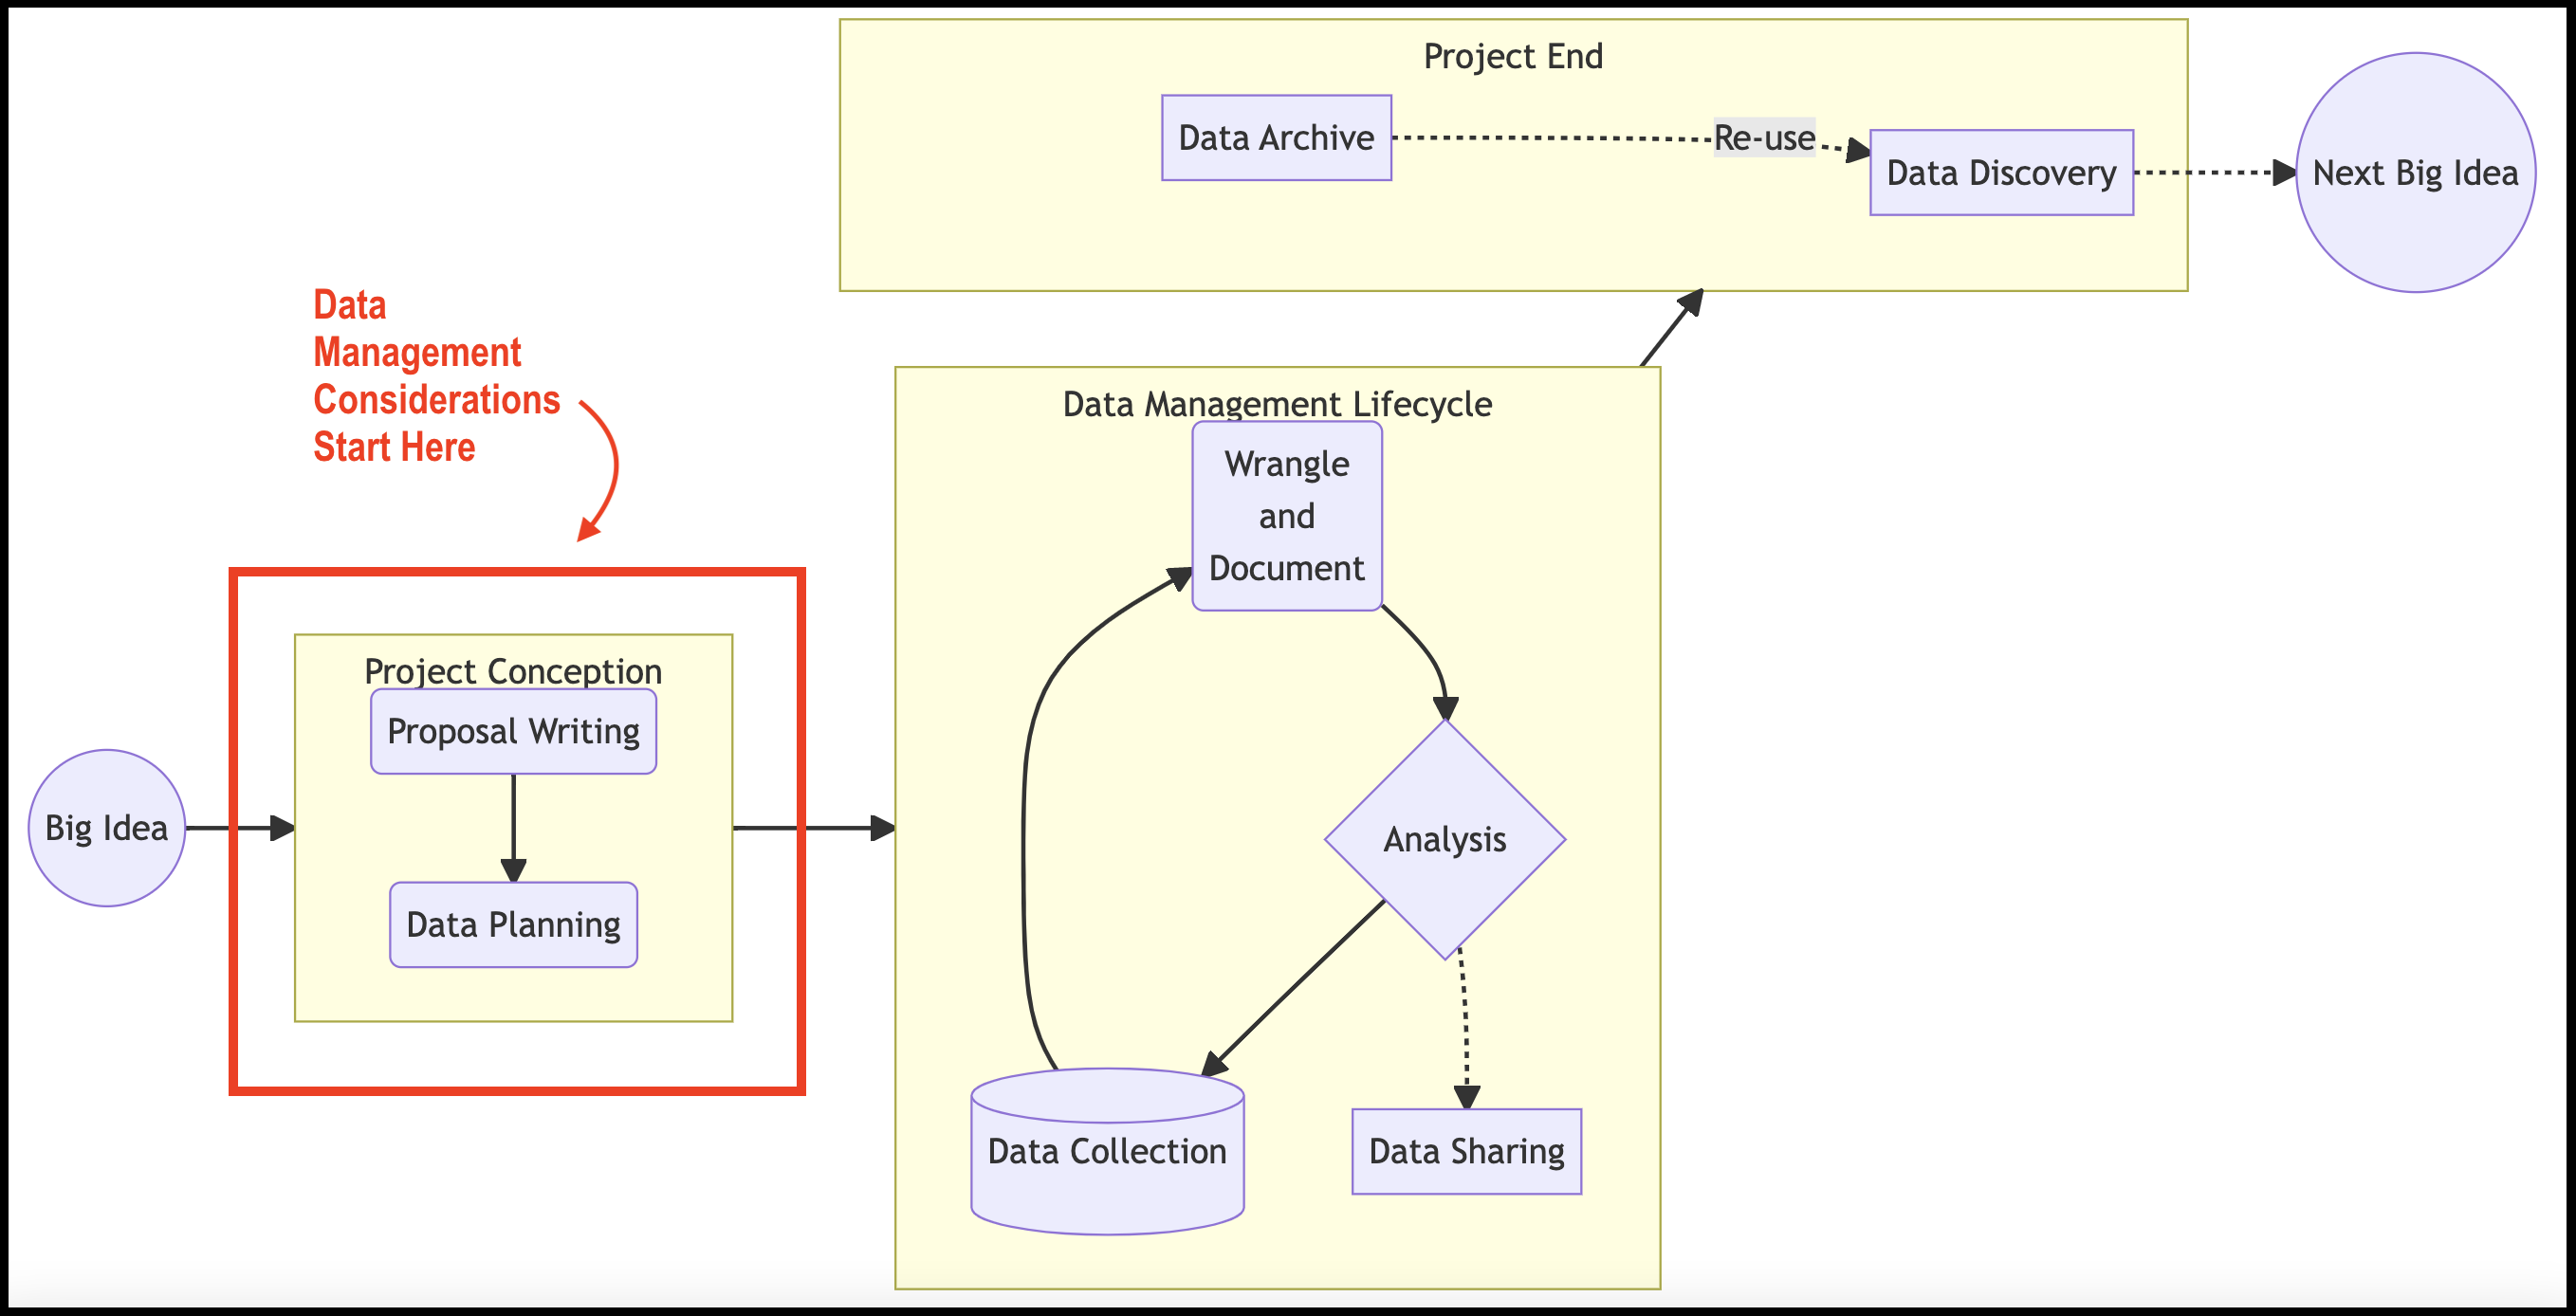 Project End
Data Archive
Re-use
Data Discovery
Next Big Idea
Data
Management
Considerations
Start Here
Data Management Lifecycle
Wrangle
and
Document
Project Conception
Proposal Writing
Big Idea
Analysis
Data Planning
Data Collection
Data Sharing